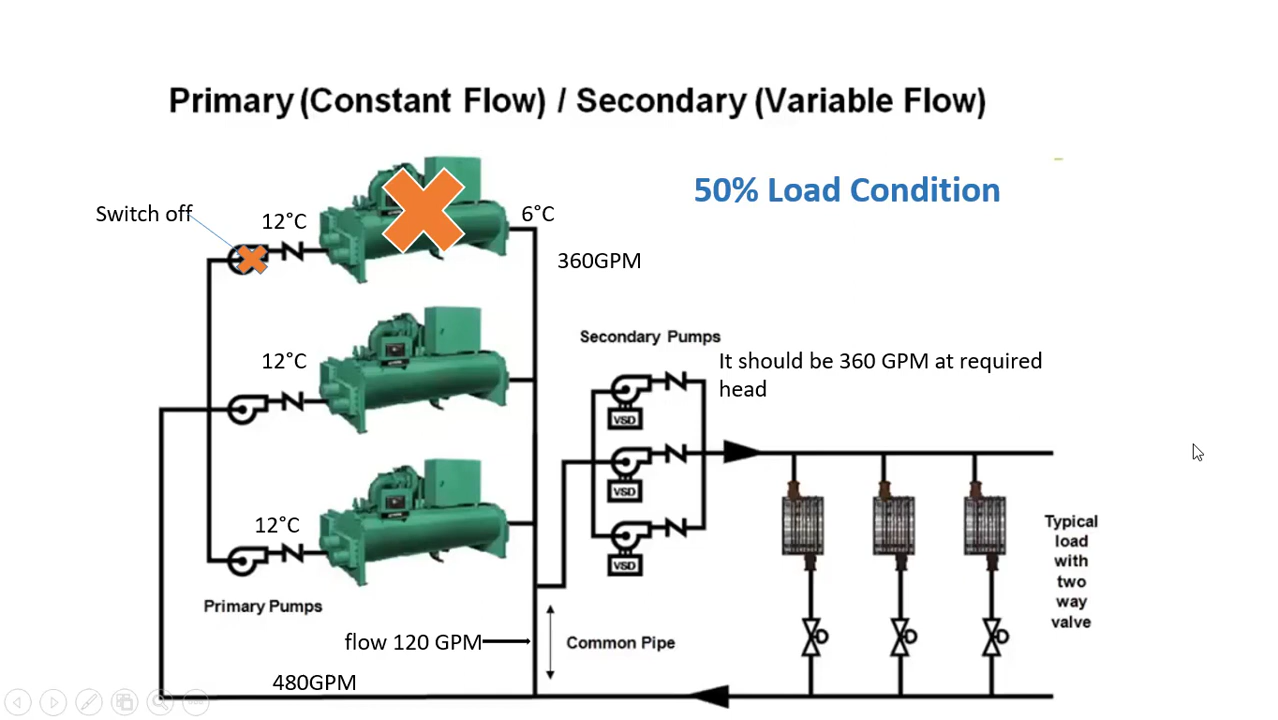 Primary (Constant Flow) / Secondary (Variable Flow)
50% Load Condition
Switch off
12°C
6°C
360GPM
Secondary Pumps
12°C
It should be 360 GPM at required
head
VSD
VSD
12°C
VSD
Typical
load
with
two
way
valve
Primary Pumps
flow 120 GPM
Common Pipe
480GPM